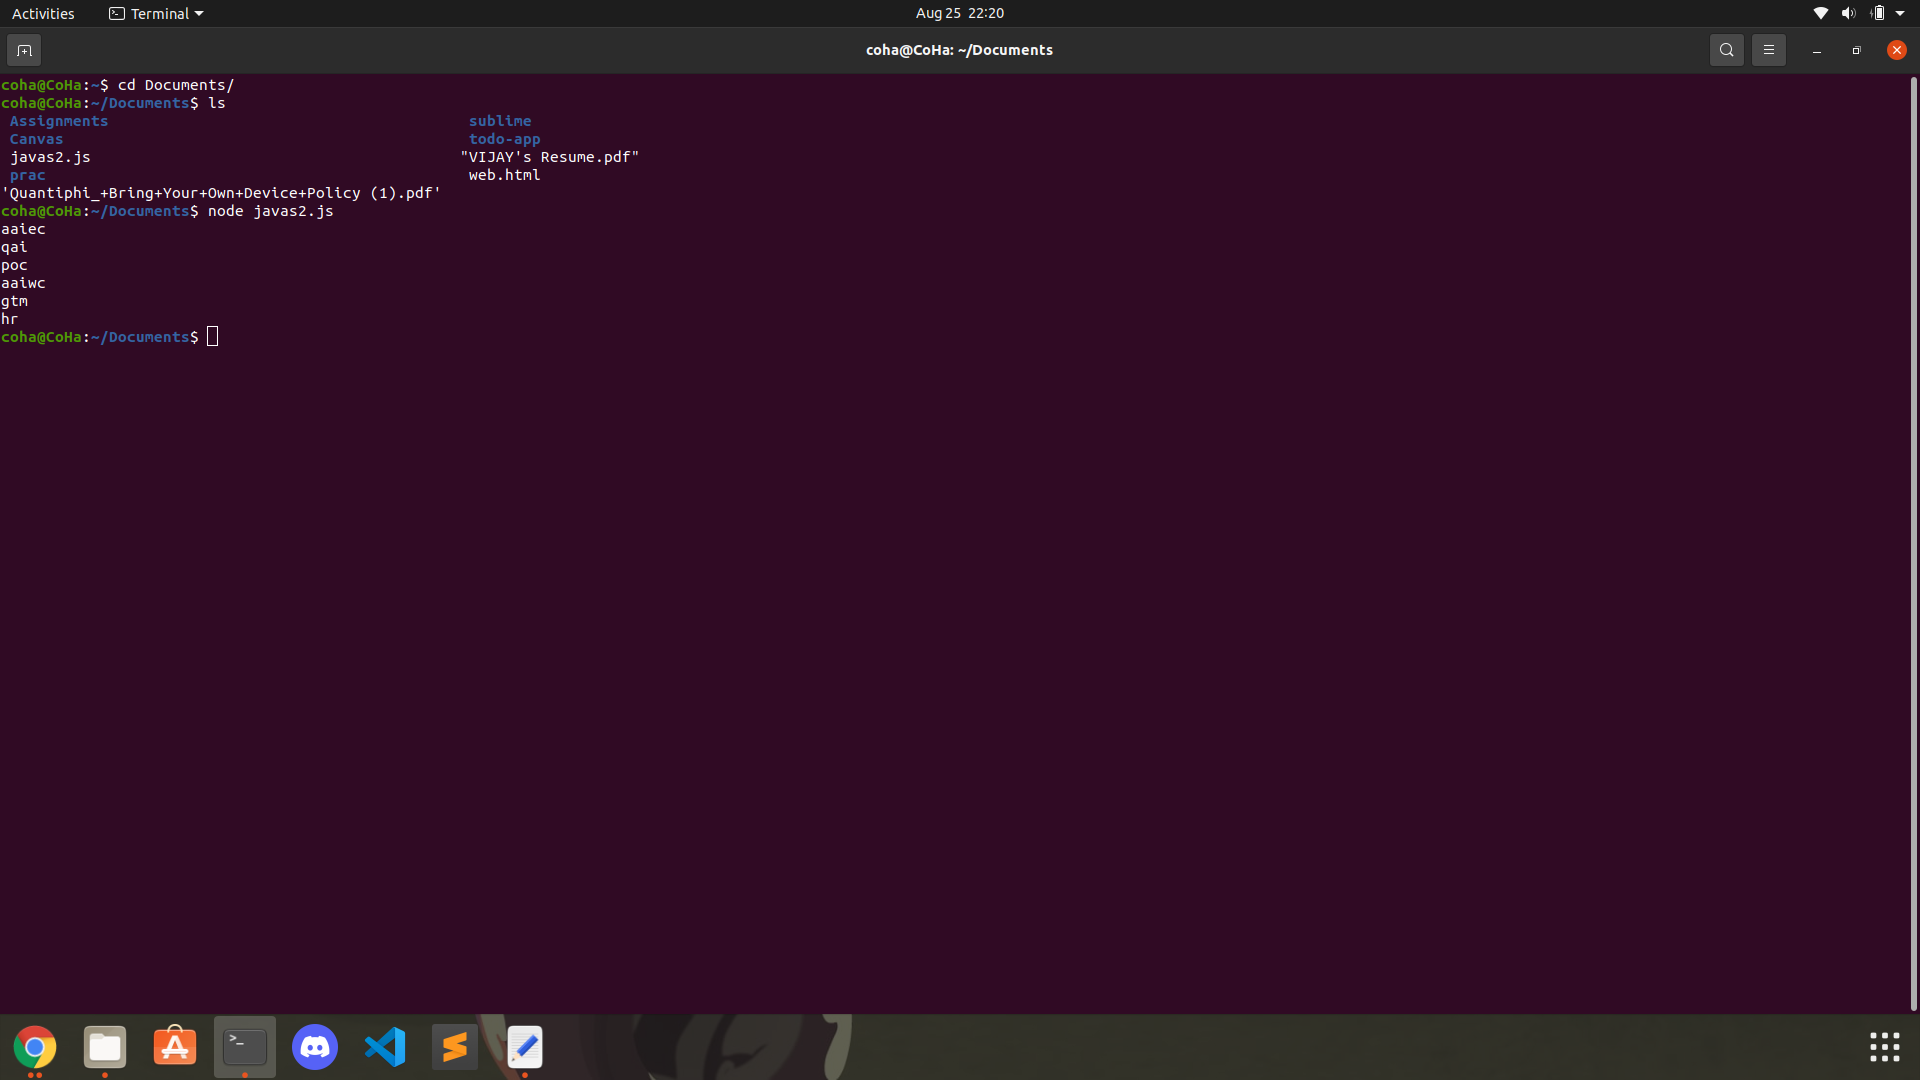 Activities Terminal Aug 25 22:20
coha@CoHa: ~/Documents
coha@CoHa:~$ cd Documents/
coha@CoHa:~/Documents$ ls
Assignments sublime
Canvas todo-app
javas2.js "VIJAY's Resume.pdf"
prac web.html
'Quantiphi_+Bring+Your+Own+Device+Policy (1).pdf'
coha@CoHa:~/Documents$ node javas2.js
aaiec
qai
poc
aaiwc
gtm
hr
coha@CoHa:~/Documents$